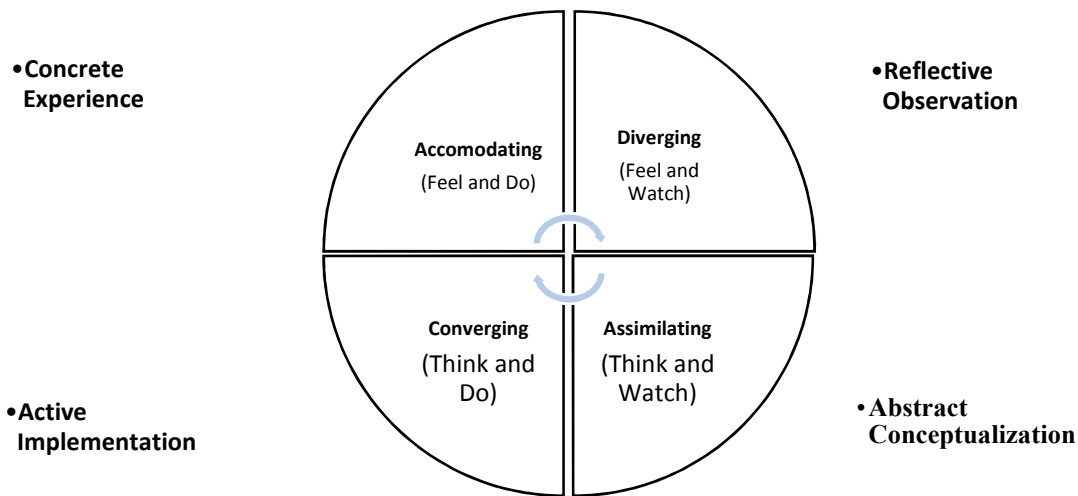 •Concrete
Experience
•Reflective
Observation
Accomodating
(Feel and Do)
Diverging
(Feel and
Watch)
Converging
(Think and
Do)
Assimilating
(Think and
Watch)
•Active
Implementation
•Abstract
Conceptualization